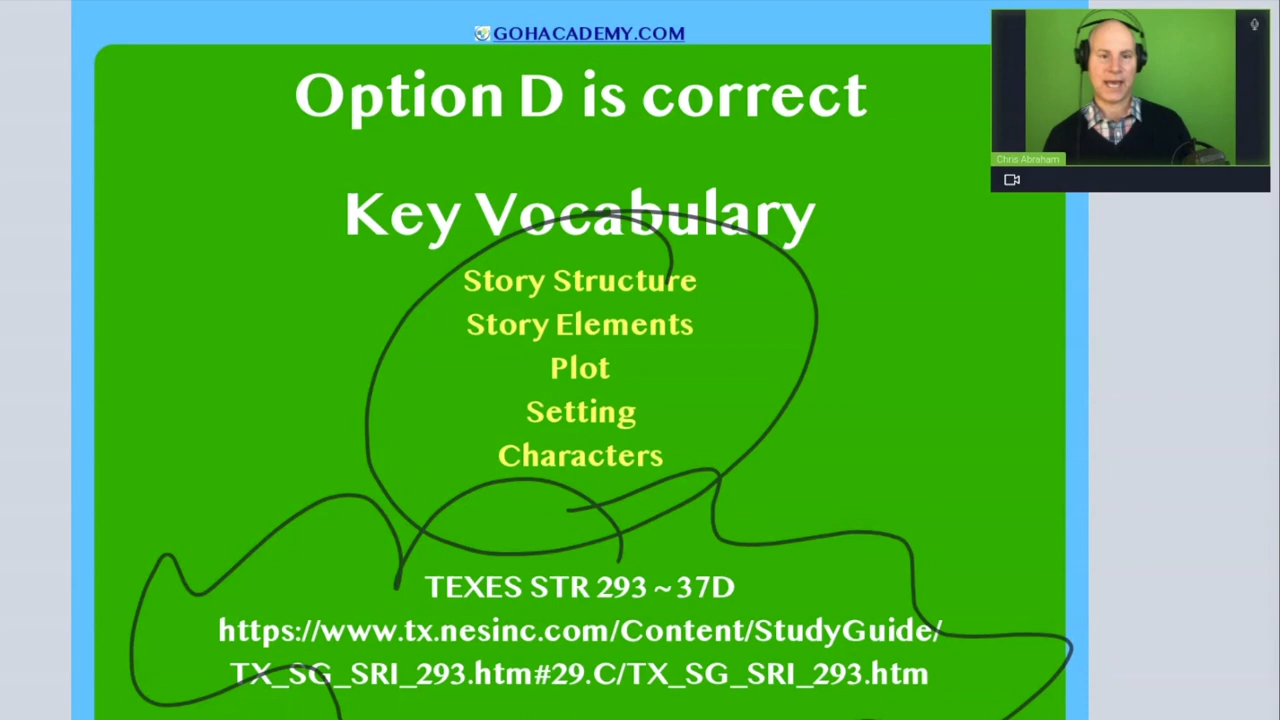 GOHACADEMY.COM
Option D is correct
Chris Abraham
Key Vocabulary
Story Structure
Story Elements
Plot
Setting
Characters
TEXES STR 293 ~ 37D
https://www.tx.nesinc.com/Content/StudyGuide/
TX_SG_SRI_293.htm#29.C/TX_SG_SRI_293.htm